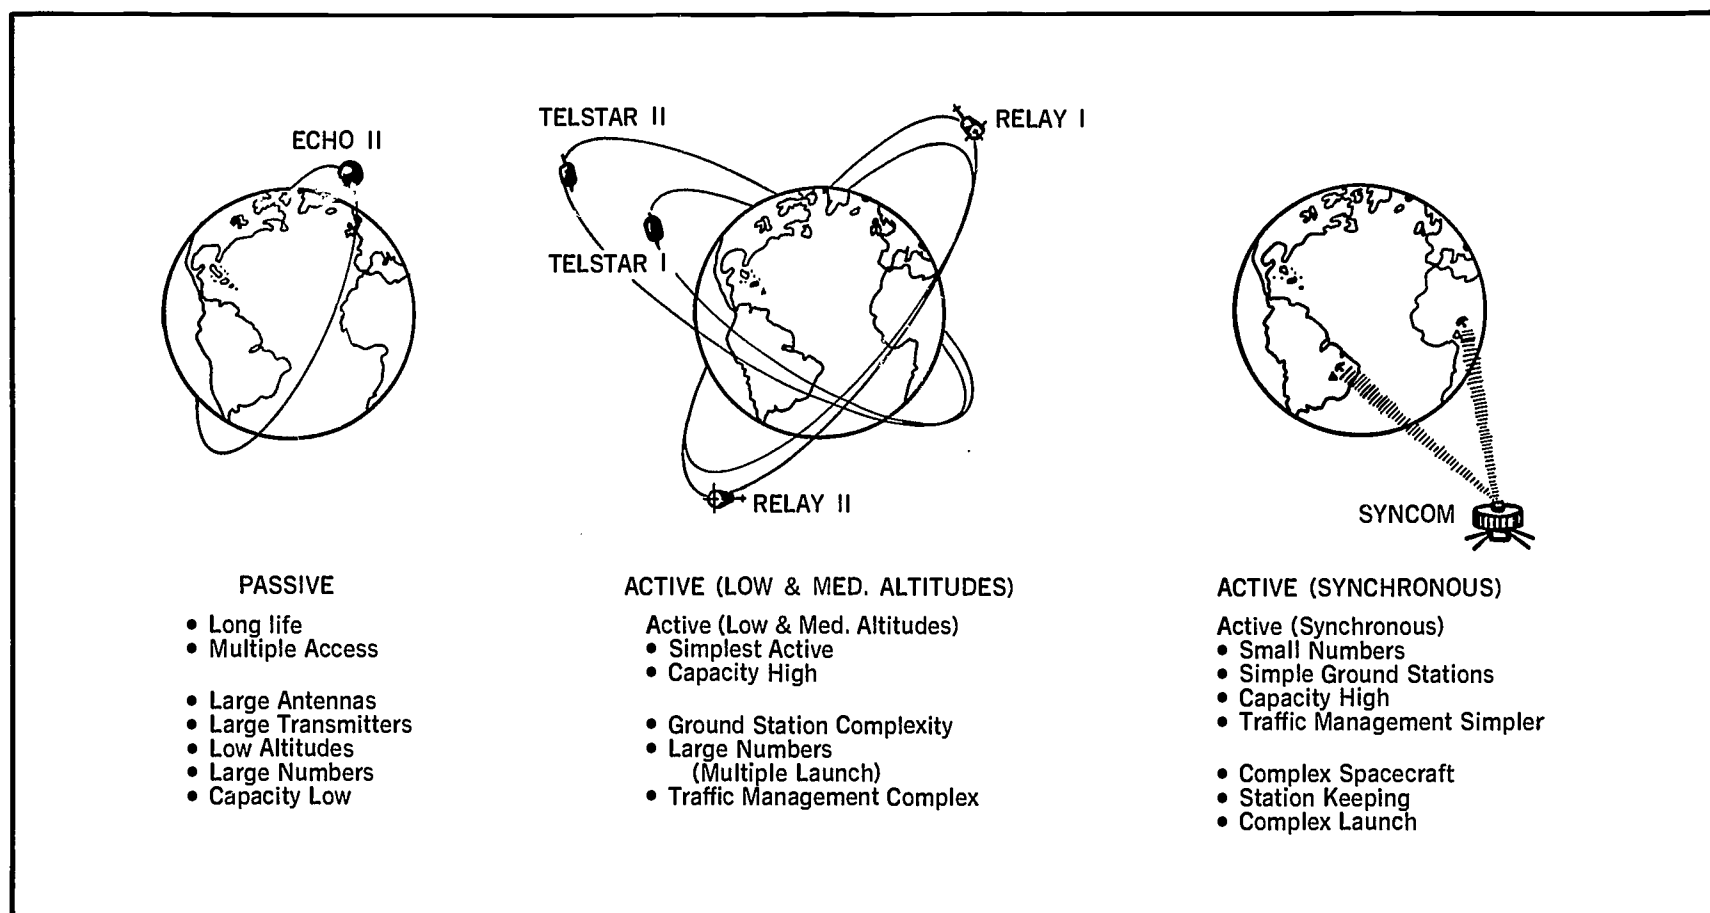 ECHO II
TELSTAR II
TELSTAR I
RELAY I
RELAY II
SYNCOM
PASSIVE
• Long life
• Multiple Access
• Large Antennas
• Large Transmitters
• Low Altitudes
• Large Numbers
• Capacity Low
ACTIVE (LOW & MED. ALTITUDES)
Active (Low & Med. Altitudes)
• Simplest Active
• Capacity High
• Ground Station Complexity
• Large Numbers
(Multiple Launch)
• Traffic Management Complex
ACTIVE (SYNCHRONOUS)
Active (Synchronous)
• Small Numbers
• Simple Ground Stations
• Capacity High
• Traffic Management Simpler
• Complex Spacecraft
• Station Keeping
• Complex Launch